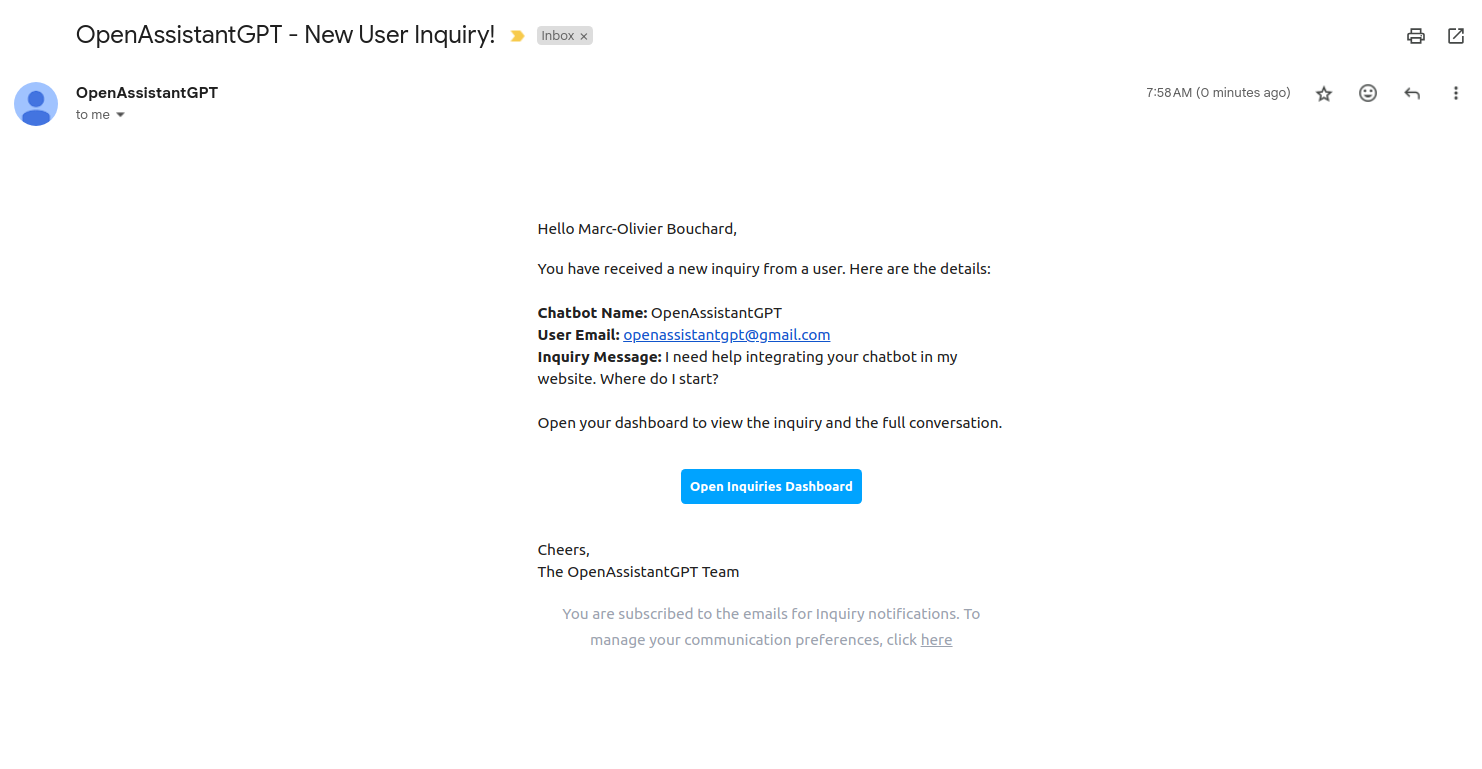 OpenAssistantGPT - New User Inquiry!
Inbox ×
OpenAssistantGPT
7:58 AM (0 minutes ago)
to me
Hello Marc-Olivier Bouchard,
You have received a new inquiry from a user. Here are the details:
Chatbot Name: OpenAssistantGPT
User Email: openassistantgpt@gmail.com
Inquiry Message: I need help integrating your chatbot in my
website. Where do I start?
Open your dashboard to view the inquiry and the full conversation.
Open Inquiries Dashboard
Cheers,
The OpenAssistantGPT Team
You are subscribed to the emails for Inquiry notifications. To
manage your communication preferences, click here